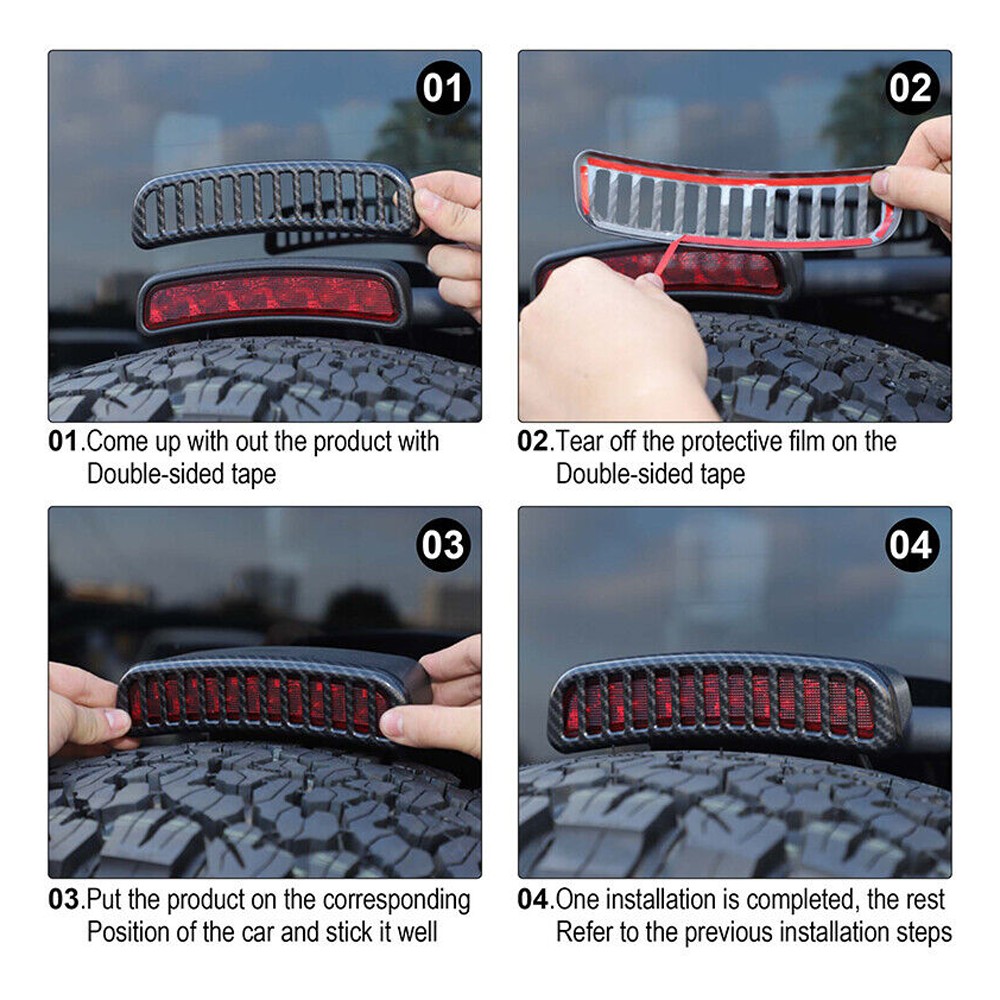 01
02
01.Come up with out the product with
Double-sided tape
02.Tear off the protective film on the
Double-sided tape
03
04
03.Put the product on the corresponding
Position of the car and stick it well
04.One installation is completed, the rest
Refer to the previous installation steps